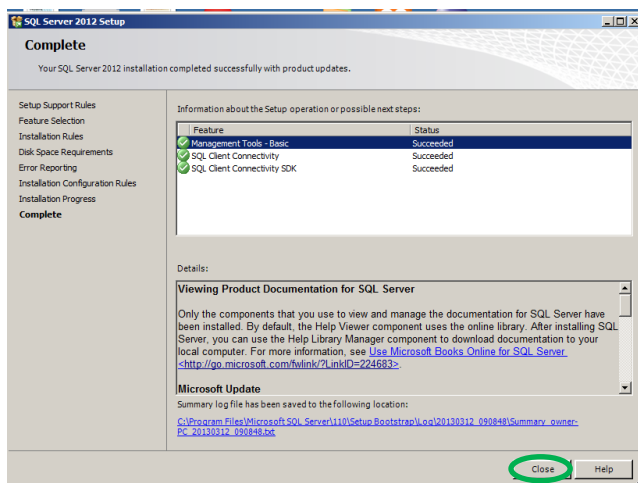 SQL Server 2012 Setup
Complete
Your SQL Server 2012 installation completed successfully with product updates.
Setup Support Rules
Feature Selection
Installation Rules
Disk Space Requirements
Error Reporting
Installation Configuration Rules
Installation Progress
Complete
Information about the Setup operation or possible next steps:
Feature Status
Management Tools - Basic Succeeded
SQL Client Connectivity Succeeded
SQL Client Connectivity SDK Succeeded
Details:
Viewing Product Documentation for SQL Server
Only the components that you use to view and manage the documentation for SQL Server have
been installed. By default, the Help Viewer component uses the online library. After installing SQL
Server, you can use the Help Library Manager component to download documentation to your
local computer. For more information, see Use Microsoft Books Online for SQL Server
<http://go.microsoft.com/fwlink/?LinkID=224683>.
Microsoft Update
Summary log file has been saved to the following location:
C:\Program Files\Microsoft SQL Server\110\Setup Bootstrap\Log\20130312_090848\Summary_owner-
PC_20130312_090848.txt
Close Help